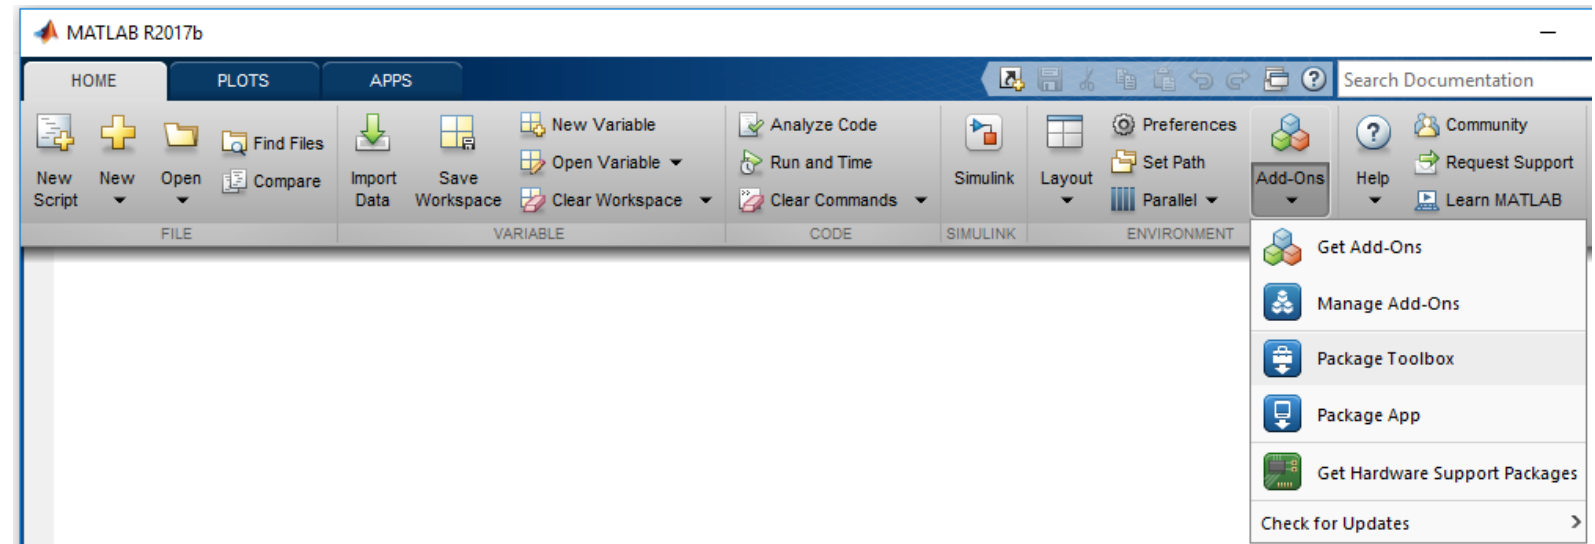 MATLAB R2017b
HOME
PLOTS
APPS
Search Documentation
New Script
New
Open
Find Files
Compare
Import Data
Save Workspace
New Variable
Open Variable
Clear Workspace
Analyze Code
Run and Time
Clear Commands
Simulink
Layout
Preferences
Set Path
Parallel
Add-Ons
Help
Community
Request Support
Learn MATLAB
FILE
VARIABLE
CODE
SIMULINK
ENVIRONMENT
Get Add-Ons
Manage Add-Ons
Package Toolbox
Package App
Get Hardware Support Packages
Check for Updates